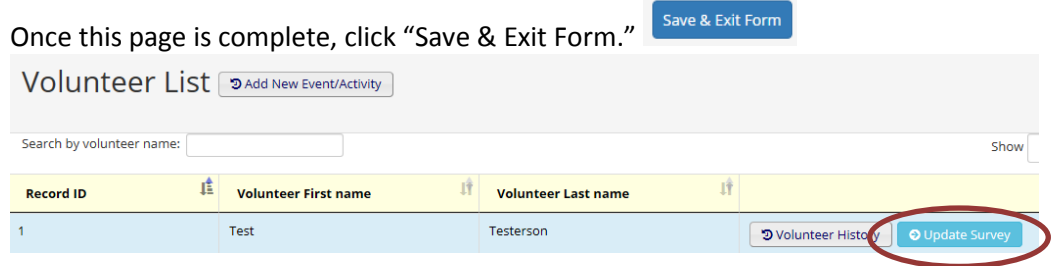 Once this page is complete, click “Save & Exit Form.” Save & Exit Form
Volunteer List Add New Event/Activity
Search by volunteer name: Show
Record ID Volunteer First name Volunteer Last name
1 Test Testerson Volunteer History Update Survey